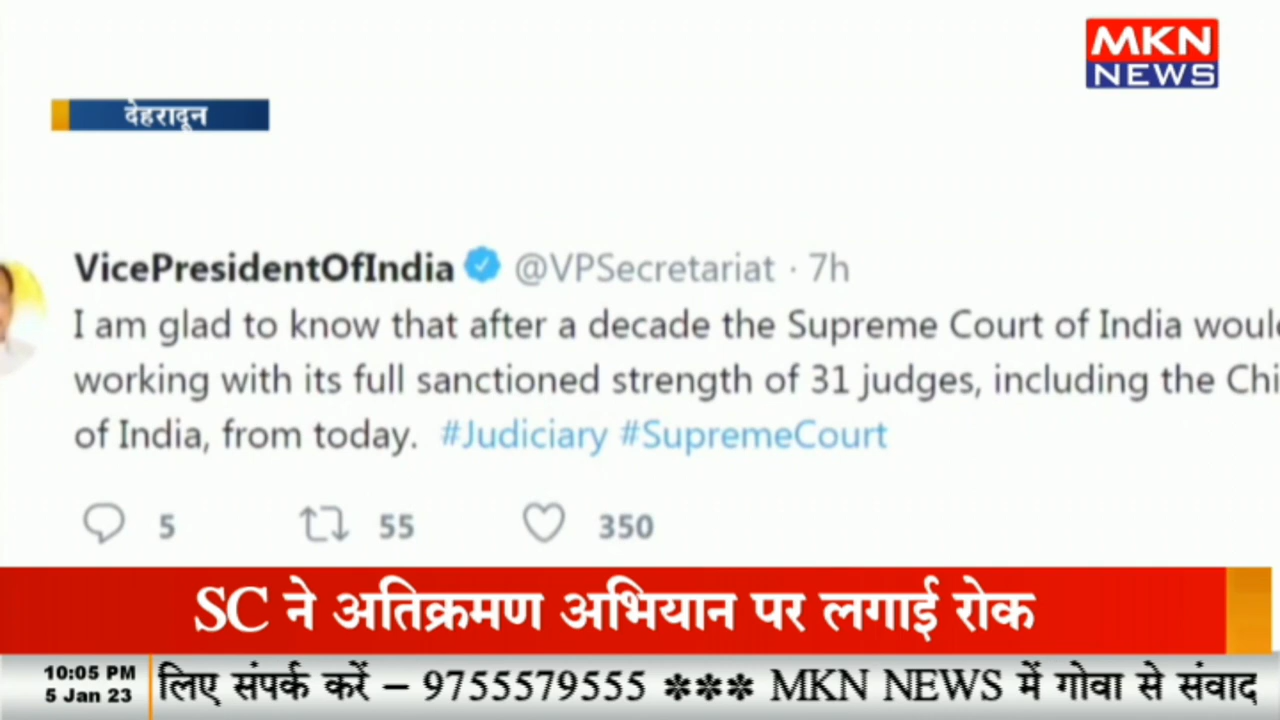 MKN
NEWS
देहरादून
VicePresidentOfIndia @VPSecretariat · 7h
I am glad to know that after a decade the Supreme Court of India
working with its full sanctioned strength of 31 judges, including the
of India, from today. #Judiciary #SupremeCourt
5 55 350
SC ने अतिक्रमण अभियान पर लगाई रोक
10:05 PM
5 Jan 23
लिए संपर्क करें – 9755579555 *** MKN NEWS में गोवा से संवाद